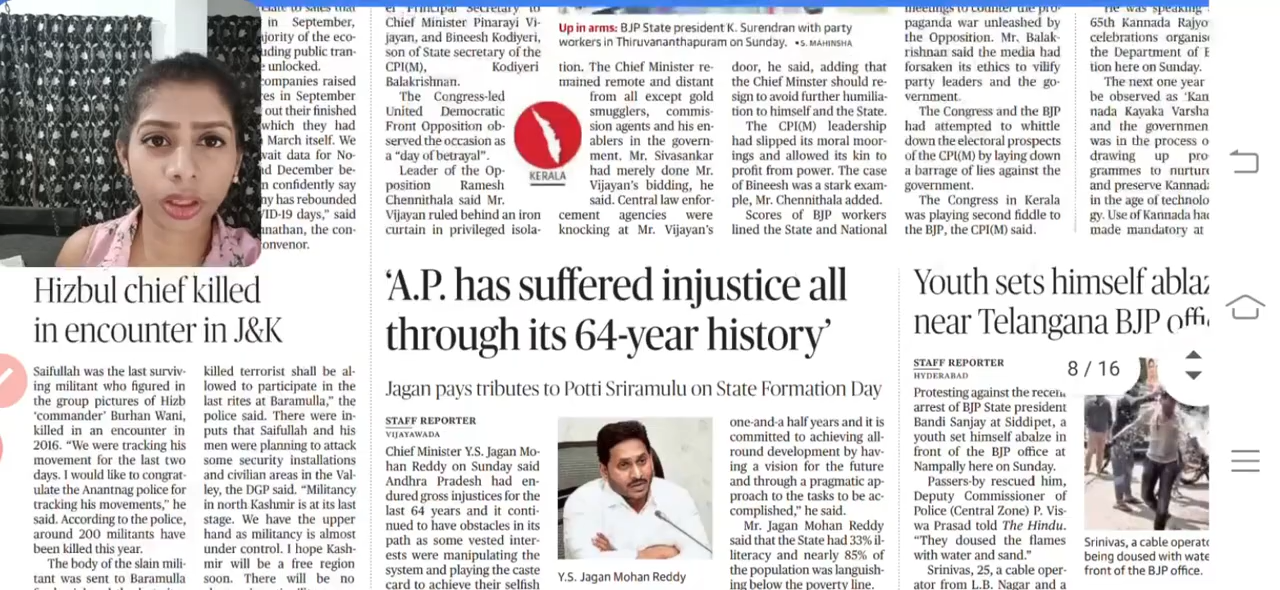 in September,
jority of the eco-
uding public tran-
unlocked.
ompanies raised
es in September
out their finished
which they had
March itself. We
wait data for No-
d December be-
n confidently say
ny has rebounded
VID-19 days," said
nathan, the con-
onvenor.
Hizbul chief killed
in encounter in J&K
Saifullah was the last surviv-
ing militant who figured in
the group pictures of Hizb
'commander' Burhan Wani,
killed in an encounter in
2016. "We were tracking his
movement for the last two
days. I would like to congrat-
ulate the Anantnag police for
tracking his movements," he
said. According to the police,
around 200 militants have
been killed this year.
The body of the slain mili-
tant was sent to Baramulla
killed terrorist shall be al-
lowed to participate in the
last rites at Baramulla," the
police said. There were in-
puts that Saifullah and his
men were planning to attack
some security installations
and civilian areas in the Val-
ley, the DGP said. "Militancy
in north Kashmir is at its last
stage. We have the upper
hand as militancy is almost
under control. I hope Kash-
mir will be a free region
soon. There will be no
er Principal Secretary to
Chief Minister Pinarayi Vi-
jayan, and Bineesh Kodiyeri,
son of State secretary of the
CPI(M), Kodiyeri
Balakrishnan.
The Congress-led
United Democratic
Front Opposition ob-
served the occasion as
a "day of betrayal".
Leader of the Op-
position Ramesh
Chennithala said Mr.
Vijayan ruled behind an iron
curtain in privileged isola-
Up in arms: BJP State president K. Surendran with party
workers in Thiruvananthapuram on Sunday. • S. MAHINSHA
KERALA
tion. The Chief Minister re-
mained remote and distant
from all except gold
smugglers, commis-
sion agents and his en-
ablers in the govern-
ment. Mr. Sivasankar
had merely done Mr.
Vijayan's bidding, he
said. Central law enfor-
cement agencies were
knocking at Mr. Vijayan's
door, he said, adding that
the Chief Minster should re-
sign to avoid further humilia-
tion to himself and the State.
The CPI(M) leadership
had slipped its moral moor-
ings and allowed its kin to
profit from power. The case
of Bineesh was a stark exam-
ple, Mr. Chennithala added.
Scores of BJP workers
lined the State and National
meetings to counter the pro-
paganda war unleashed by
the Opposition. Mr. Balak-
rishnan said the media had
forsaken its ethics to vilify
party leaders and the go-
vernment.
The Congress and the BJP
had attempted to whittle
down the electoral prospects
of the CPI(M) by laying down
a barrage of lies against the
government.
The Congress in Kerala
was playing second fiddle to
the BJP, the CPI(M) said.
He was speaking
65th Kannada Rajyo
celebrations organise
the Department of
tion here on Sunday.
The next one year
be observed as 'Kan
nada Kayaka Varsha
and the governmen
was in the process o
drawing up pro
grammes to nurture
and preserve Kannada
in the age of technolo
gy. Use of Kannada ha
made mandatory at
'A.P. has suffered injustice all
through its 64-year history'
Jagan pays tributes to Potti Sriramulu on State Formation Day
STAFF REPORTER
VIJAYAWADA
Chief Minister Y.S. Jagan Mo-
han Reddy on Sunday said
Andhra Pradesh had en-
dured gross injustices for the
last 64 years and it conti-
nued to have obstacles in its
path as some vested inter-
ests were manipulating the
system and playing the caste
card to achieve their selfish
Y.S. Jagan Mohan Reddy
one-and-a half years and it is
committed to achieving all-
round development by hav-
ing a vision for the future
and through a pragmatic ap-
proach to the tasks to be ac-
complished," he said.
Mr. Jagan Mohan Reddy
said that the State had 33% il-
literacy and nearly 85% of
the population was languish-
ing below the poverty line.
Youth sets himself ablaz
near Telangana BJP offi
STAFF REPORTER
HYDERABAD
8 / 16
Protesting against the recen
arrest of BJP State president
Bandi Sanjay at Siddipet, a
youth set himself abalze in
front of the BJP office at
Nampally here on Sunday.
Passers-by rescued him,
Deputy Commissioner of
Police (Central Zone) P. Vis-
wa Prasad told The Hindu.
"They doused the flames
with water and sand."
Srinivas, 25, a cable oper-
ator from L.B. Nagar and a
Srinivas, a cable operato
being doused with wate
front of the BJP office.